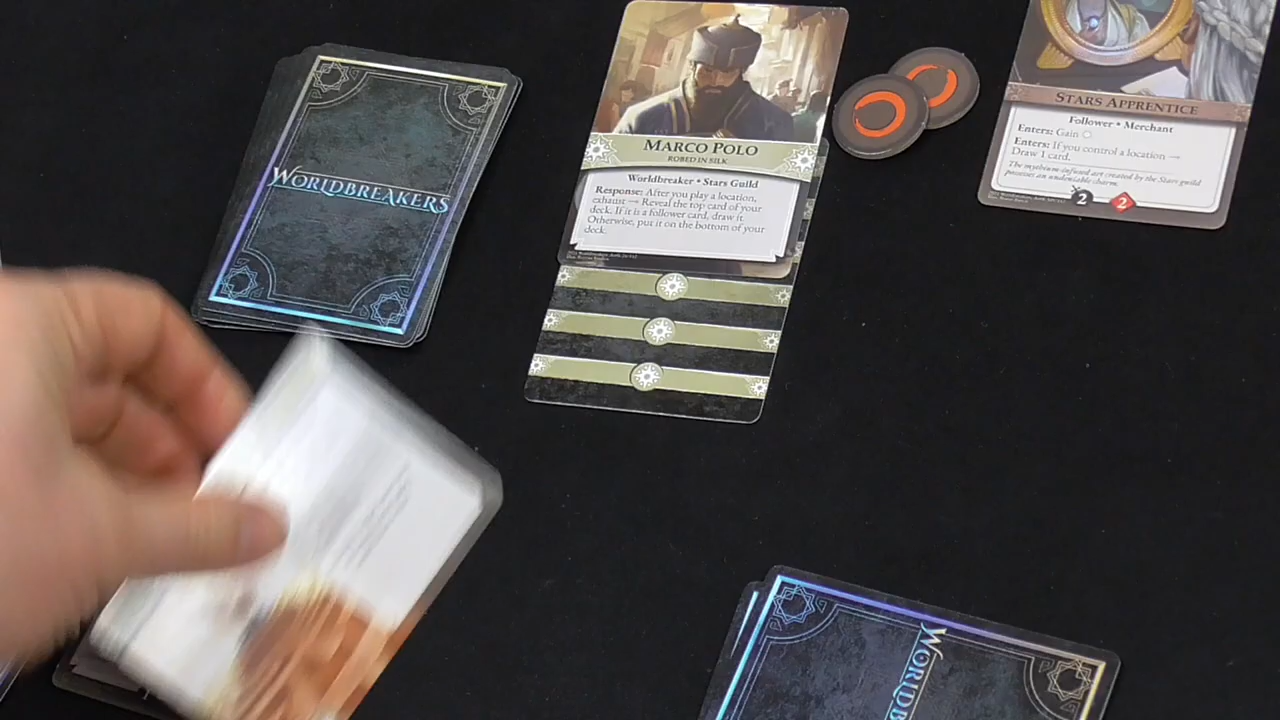 WORLDBREAKERS
MARCO POLO
ROBED IN SILK
Worldbreaker • Stars Guild
Response: After you play a location,
exhaust → Reveal the top card of your
deck. If it is a follower card, draw it.
Otherwise, put it on the bottom of your
deck.
STARS APPRENTICE
Follower • Merchant
Enters: Gain
Enters: If you control a location →
Draw 1 card.
The mythium-infused art created by the Stars guild
possesses an undeniable charm.
2 2
WORLDB